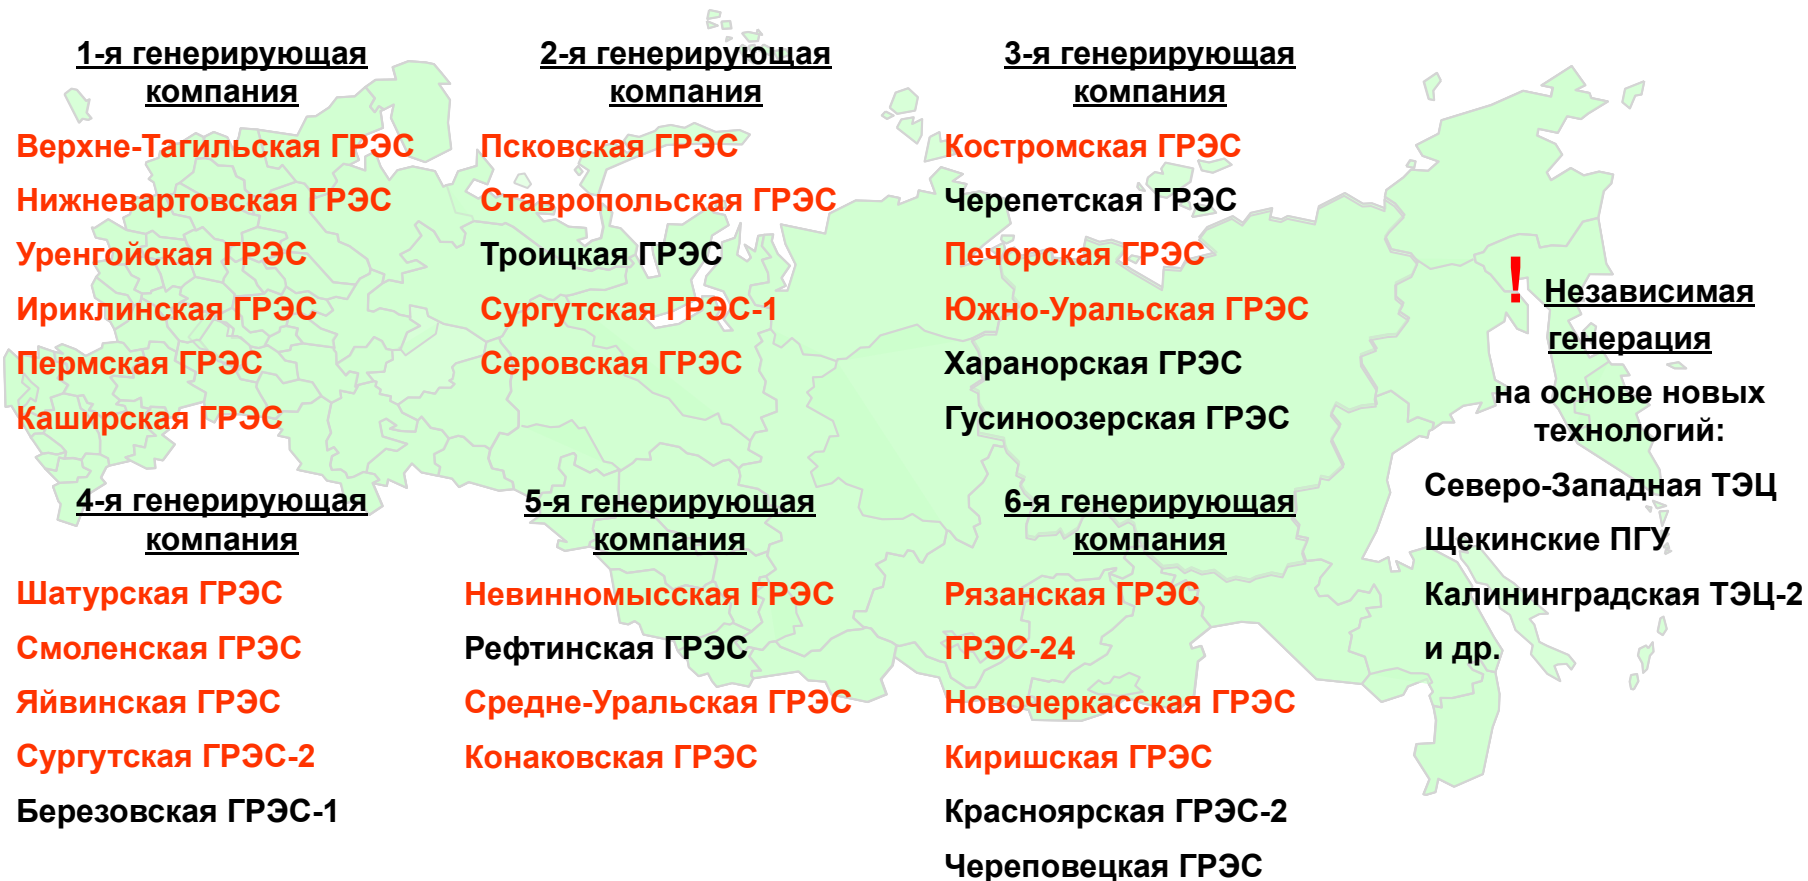 1-я генерирующая
компания
Верхне-Тагильская ГРЭС
Нижневартовская ГРЭС
Уренгойская ГРЭС
Ириклинская ГРЭС
Пермская ГРЭС
Каширская ГРЭС
2-я генерирующая
компания
Псковская ГРЭС
Ставропольская ГРЭС
Троицкая ГРЭС
Сургутская ГРЭС-1
Серовская ГРЭС
3-я генерирующая
компания
Костромская ГРЭС
Черепетская ГРЭС
Печорская ГРЭС
Южно-Уральская ГРЭС
Харанорская ГРЭС
Гусиноозерская ГРЭС
4-я генерирующая
компания
Шатурская ГРЭС
Смоленская ГРЭС
Яйвинская ГРЭС
Сургутская ГРЭС-2
Березовская ГРЭС-1
5-я генерирующая
компания
Невинномысская ГРЭС
Рефтинская ГРЭС
Средне-Уральская ГРЭС
Конаковская ГРЭС
6-я генерирующая
компания
Рязанская ГРЭС
ГРЭС-24
Новочеркасская ГРЭС
Киришская ГРЭС
Красноярская ГРЭС-2
Череповецкая ГРЭС
! Независимая
генерация
на основе новых
технологий:
Северо-Западная ТЭЦ
Щекинские ПГУ
Калининградская ТЭЦ-2
и др.